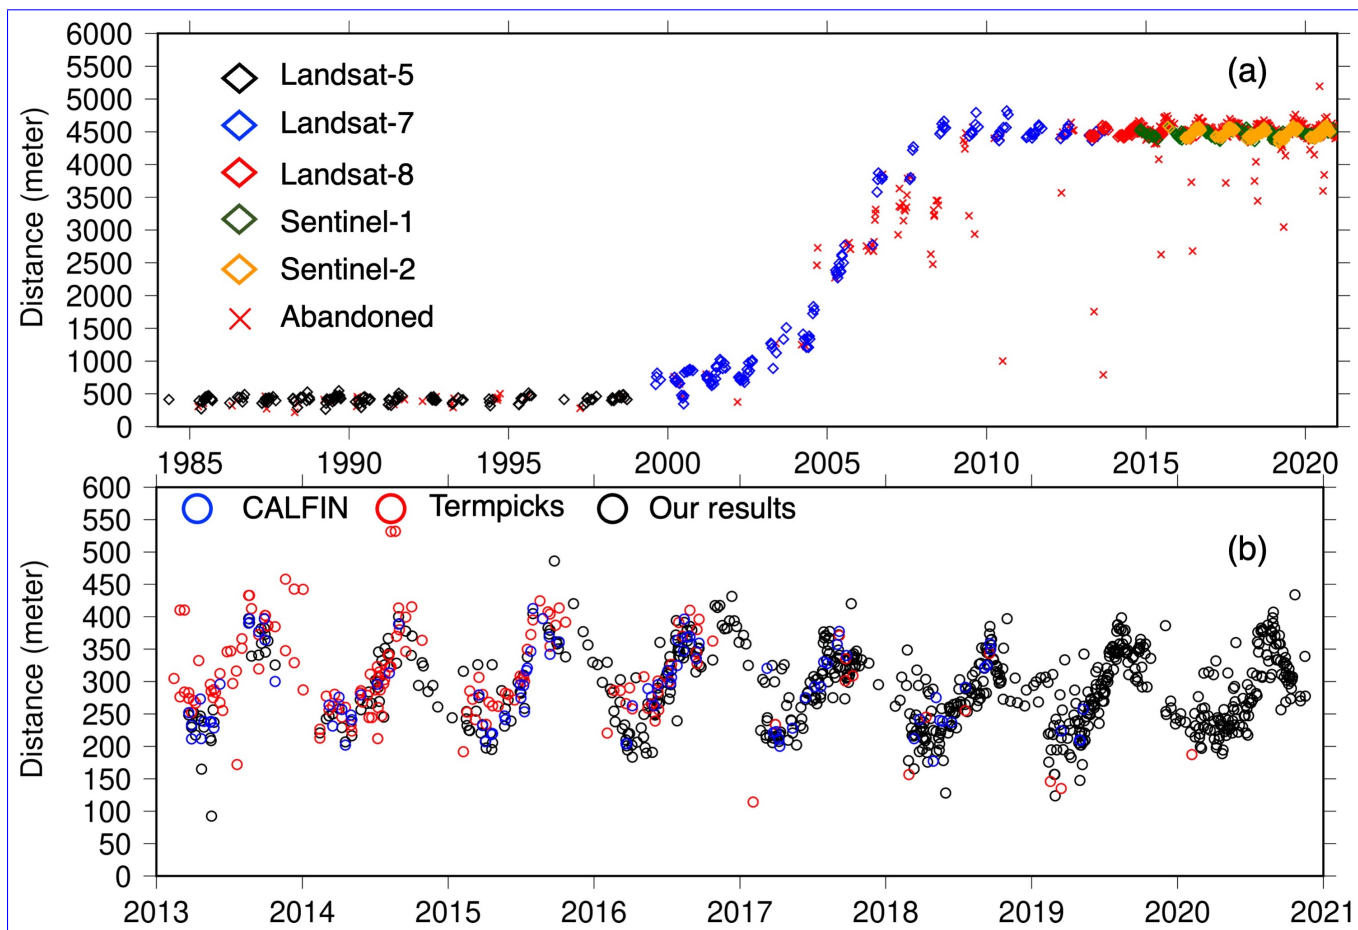 6000
5500
5000
4500
4000
3500
3000
2500
2000
1500
1000
500
0
Distance (meter)
(a)
Landsat-5
Landsat-7
Landsat-8
Sentinel-1
Sentinel-2
Abandoned
1985 1990 1995 2000 2005 2010 2015 2020
600
550
500
450
400
350
300
250
200
150
100
50
0
Distance (meter)
CALFIN Termpicks Our results
(b)
2013 2014 2015 2016 2017 2018 2019 2020 2021